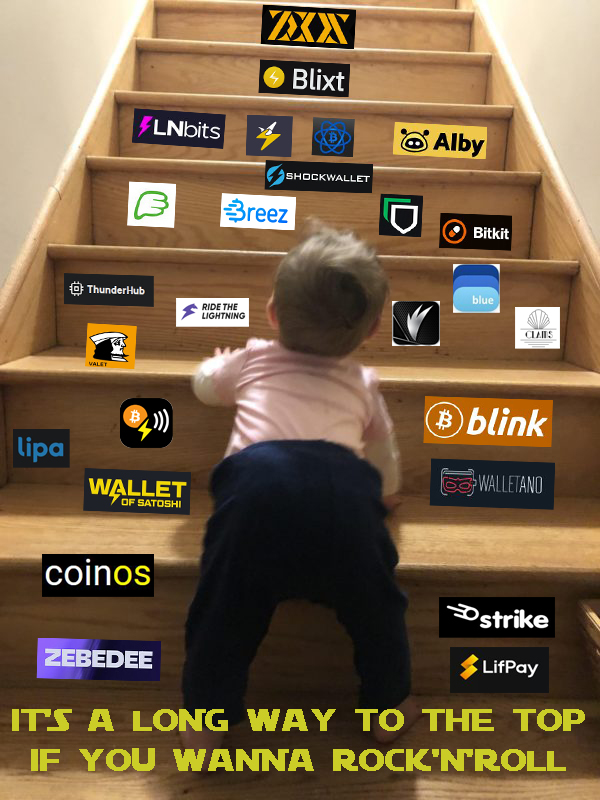 Blixt
LNbits
Alby
SHOCKWALLET
Breez
Bitkit
ThunderHub
RIDE THE
LIGHTNING
blue
CLAMS
VALET
blink
lipa
WALLET
OF SATOSHI
WALLETANO
coinos
strike
ZEBEDEE
LifPay
IT'S A LONG WAY TO THE TOP
IF YOU WANNA ROCK'N'ROLL